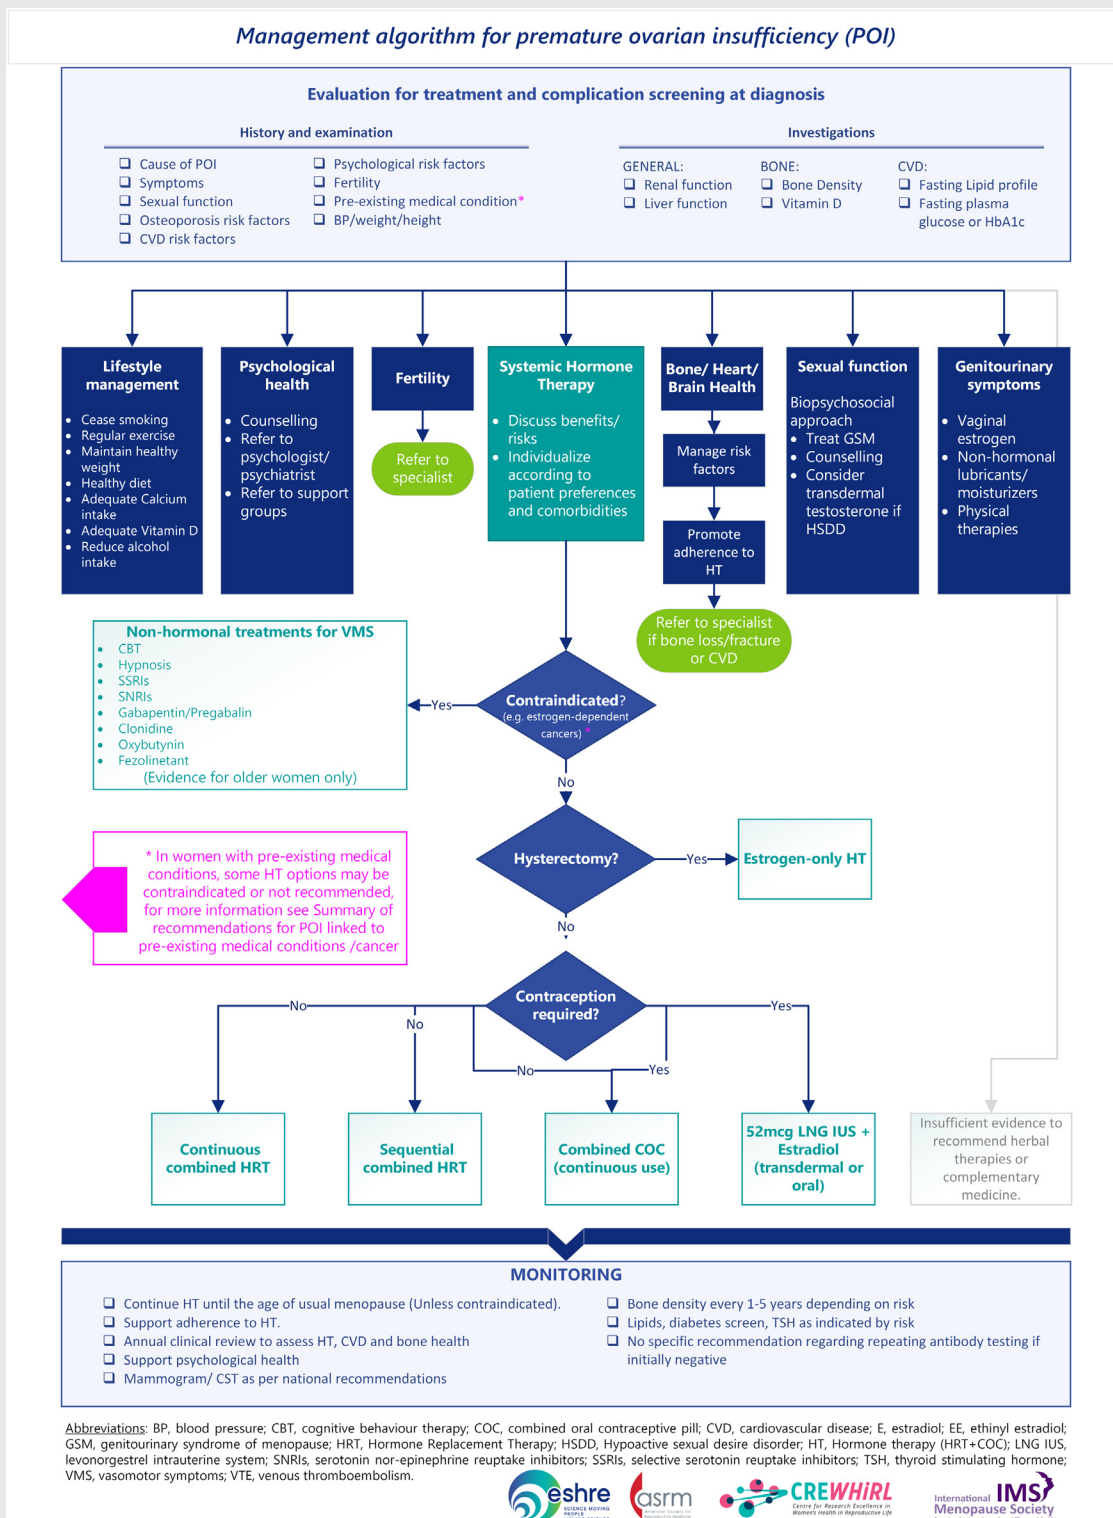 Management algorithm for premature ovarian insufficiency (POI)
Evaluation for treatment and complication screening at diagnosis
History and examination
❑ Cause of POI
❑ Symptoms
❑ Sexual function
❑ Osteoporosis risk factors
❑ CVD risk factors
❑ Psychological risk factors
❑ Fertility
❑ Pre-existing medical condition*
❑ BP/weight/height
Investigations
GENERAL:
❑ Renal function
❑ Liver function
BONE:
❑ Bone Density
❑ Vitamin D
CVD:
❑ Fasting Lipid profile
❑ Fasting plasma
glucose or HbA1c
Lifestyle
management
• Cease smoking
• Regular exercise
• Maintain healthy
weight
• Healthy diet
• Adequate Calcium
intake
• Adequate Vitamin D
• Reduce alcohol
intake
Psychological
health
• Counselling
• Refer to
psychologist/
psychiatrist
• Refer to support
groups
Fertility
Refer to
specialist
Systemic Hormone
Therapy
• Discuss benefits/
risks
• Individualize
according to
patient preferences
and comorbidities
Bone/ Heart/
Brain Health
Manage risk
factors
Promote
adherence to
HT
Refer to specialist
if bone loss/fracture
or CVD
Sexual function
Biopsychosocial
approach
• Treat GSM
• Counselling
• Consider
transdermal
testosterone if
HSDD
Genitourinary
symptoms
• Vaginal
estrogen
• Non-hormonal
lubricants/
moisturizers
• Physical
therapies
Non-hormonal treatments for VMS
• CBT
• Hypnosis
• SSRIs
• SNRIs
• Gabapentin/Pregabalin
• Clonidine
• Oxybutynin
• Fezolinetant
(Evidence for older women only)
Yes
Contraindicated?
(e.g. estrogen-dependent
cancers) *
No
Hysterectomy?
Yes
Estrogen-only HT
* In women with pre-existing medical
conditions, some HT options may be
contraindicated or not recommended,
for more information see Summary of
recommendations for POI linked to
pre-existing medical conditions /cancer
No
Contraception
required?
No
No
No
Yes
Yes
Continuous
combined HRT
Sequential
combined HRT
Combined COC
(continuous use)
52mcg LNG IUS +
Estradiol
(transdermal or
oral)
Insufficient evidence to
recommend herbal
therapies or
complementary
medicine.
MONITORING
❑ Continue HT until the age of usual menopause (Unless contraindicated).
❑ Support adherence to HT.
❑ Annual clinical review to assess HT, CVD and bone health
❑ Support psychological health
❑ Mammogram/ CST as per national recommendations
❑ Bone density every 1-5 years depending on risk
❑ Lipids, diabetes screen, TSH as indicated by risk
❑ No specific recommendation regarding repeating antibody testing if
initially negative
Abbreviations: BP, blood pressure; CBT, cognitive behaviour therapy; COC, combined oral contraceptive pill; CVD, cardiovascular disease; E, estradiol; EE, ethinyl estradiol;
GSM, genitourinary syndrome of menopause; HRT, Hormone Replacement Therapy; HSDD, Hypoactive sexual desire disorder; HT, Hormone therapy (HRT+COC); LNG IUS,
levonorgestrel intrauterine system; SNRIs, serotonin nor-epinephrine reuptake inhibitors; SSRIs, selective serotonin reuptake inhibitors; TSH, thyroid stimulating hormone;
VMS, vasomotor symptoms; VTE, venous thromboembolism.
eshre
SCIENCE MOVING
PEOPLE
asrm
American Society for
Reproductive Medicine
CREWHiRL
Centre for Research Excellence in
Women's Health in Reproductive Life
International IMS
Menopause Society